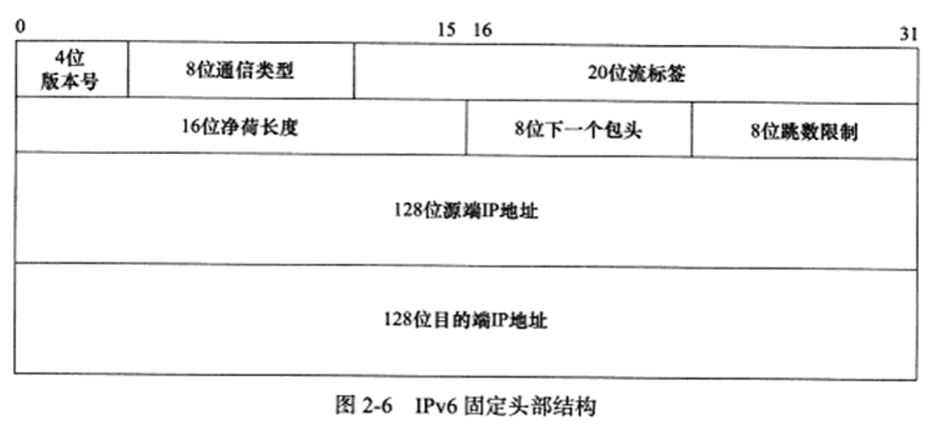 0 15 16 31
4位
版本号
8位通信类型
20位流标签
16位净荷长度
8位下一个包头
8位跳数限制
128位源端IP地址
128位目的端IP地址
图 2-6 IPv6 固定头部结构